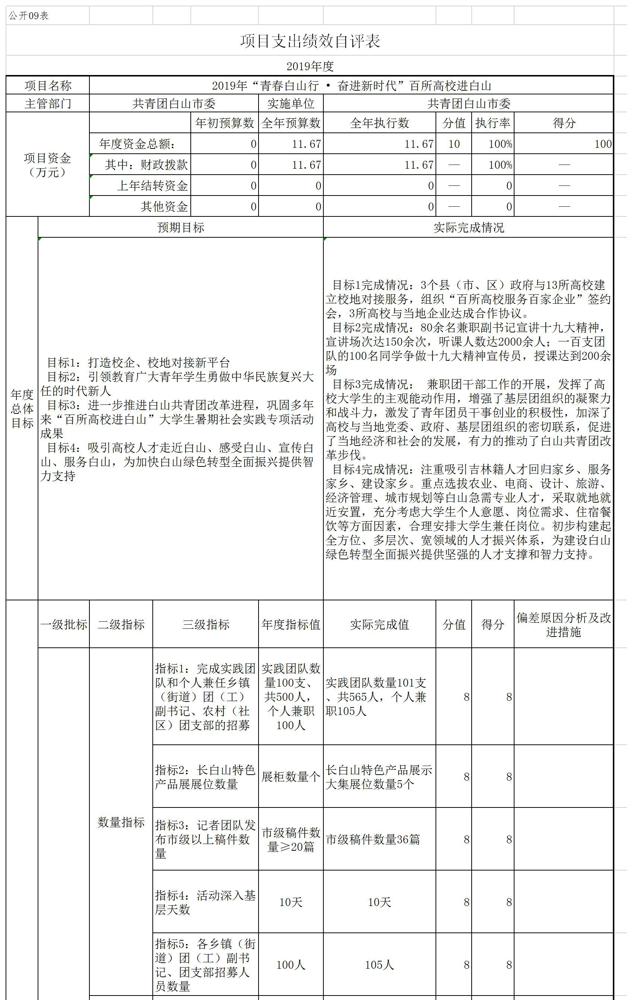 公开09表
项目支出绩效自评表
2019年度
项目名称 2019年“青春白山行 • 奋进新时代”百所高校进白山
主管部门 共青团白山市委 实施单位 共青团白山市委
项目资金
（万元）
年初预算数 全年预算数 全年执行数 分值 执行率 得分
年度资金总额： 0 11.67 11.67 10 100% 100
其中：财政拨款 0 11.67 11.67 — 100% —
上年结转资金 0 0 0 — 0 —
其他资金 0 0 0 — 0 —
年度
总体
目标
预期目标
实际完成情况
目标1：打造校企、校地对接新平台
目标2：引领教育广大青年学生勇做中华民族复兴大
任的时代新人
目标3：进一步推进白山共青团改革进程，巩固多年
来“百所高校进白山”大学生暑期社会实践专项活动
成果
目标4：吸引高校人才走近白山、感受白山、宣传白
山、服务白山，为加快白山绿色转型全面振兴提供智
力支持
目标1完成情况：3个县（市、区）政府与13所高校建
立校地对接服务，组织“百所高校服务百家企业”签约
会，3所高校与当地企业达成合作协议。
目标2完成情况：80余名兼职副书记宣讲十九大精神，
宣讲场次达150余次，听课人数达2000余人；一百支团
队的100名同学争做十九大精神宣传员，授课达到200余
场
目标3完成情况： 兼职团干部工作的开展，发挥了高
校大学生的主观能动作用，增强了基层团组织的凝聚力
和战斗力，激发了青年团员干事创业的积极性，加深了
高校与当地党委、政府、基层团组织的密切联系，促进
了当地经济和社会的发展，有力的推动了白山共青团改
革步伐。
目标4完成情况：注重吸引吉林籍人才回归家乡、服务
家乡、建设家乡。重点选拔农业、电商、设计、旅游、
经济管理、城市规划等白山急需专业人才，采取就地就
近安置，充分考虑大学生个人意愿、岗位需求、住宿餐
饮等方面因素，合理安排大学生兼任岗位。初步构建起
全方位、多层次、宽领域的人才振兴体系，为建设白山
绿色转型全面振兴提供坚强的人才支撑和智力支持。
一级批标 二级指标 三级指标 年度指标值 实际完成值 分值 得分
偏差原因分析及改
进措施
数量指标
指标1：完成实践团
队和个人兼任乡镇
（街道）团（工）
副书记、农村（社
区）团支部的招募
实践团队数
量100支、
共500人，
个人兼职
100人
实践团队数量101支
、共565人，个人兼
职105人
8 8
指标2：长白山特色
产品展展位数量
展柜数量个
长白山特色产品展示
大集展位数量5个
8 8
指标3：记者团队发
布市级以上稿件数
量
市级稿件数
量≥20篇
市级稿件数量36篇
8 8
指标4：活动深入基
层天数
10天
10天
8 8
指标5：各乡镇（街
道）团（工）副书
记、团支部招募人
员数量
100人
105人
8 8